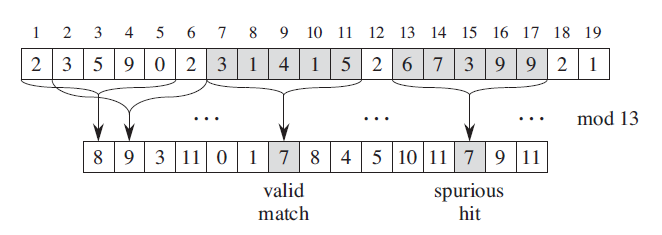 1 2 3 4 5 6 7 8 9 10 11 12 13 14 15 16 17 18 19
2 3 5 9 0 2 3 1 4 1 5 2 6 7 3 9 9 2 1
... ... ... mod 13
8 9 3 11 0 1 7 8 4 5 10 11 7 9 11
valid spurious
match hit